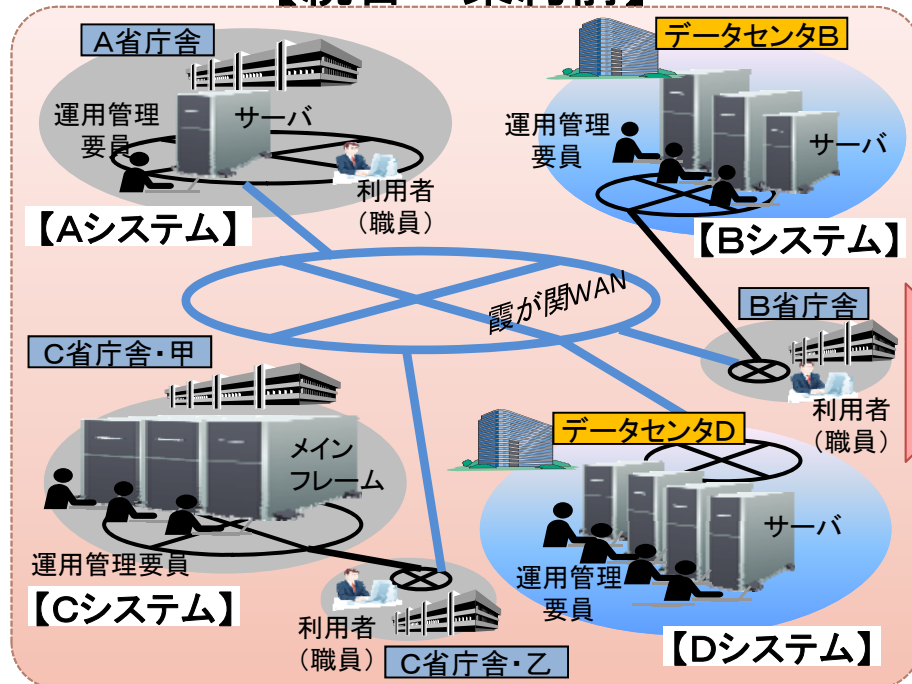 【統合・集約前】
A省庁舎
運用管理
要員
サーバ
利用者
（職員）
【Aシステム】
データセンタB
運用管理
要員
サーバ
【Bシステム】
霞が関WAN
B省庁舎
利用者
（職員）
C省庁舎・甲
メイン
フレーム
運用管理要員
【Cシステム】
利用者
（職員）
C省庁舎・乙
データセンタD
サーバ
運用管理
要員
【Dシステム】